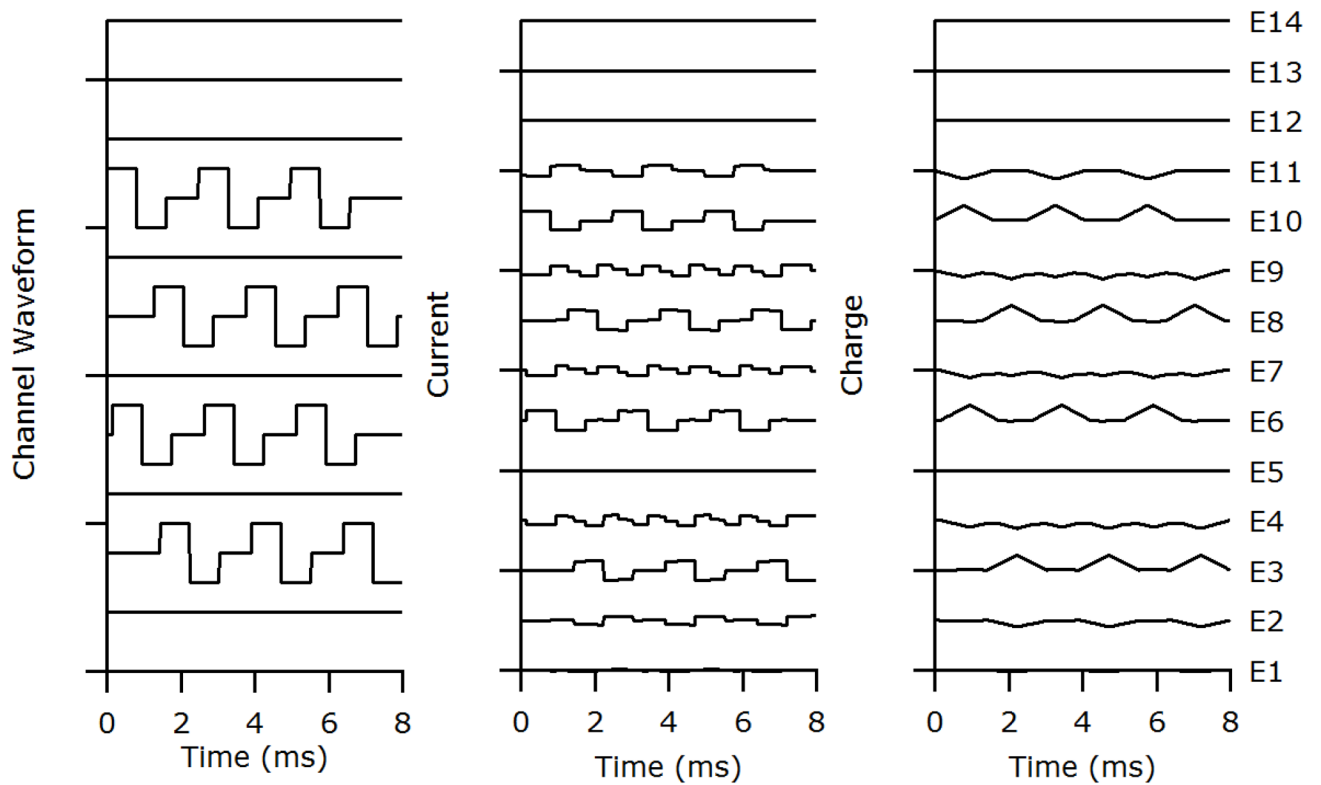 Channel Waveform
0 2 4 6 8
Time (ms)
Current
0 2 4 6 8
Time (ms)
Charge
0 2 4 6 8
Time (ms)
E14
E13
E12
E11
E10
E9
E8
E7
E6
E5
E4
E3
E2
E1